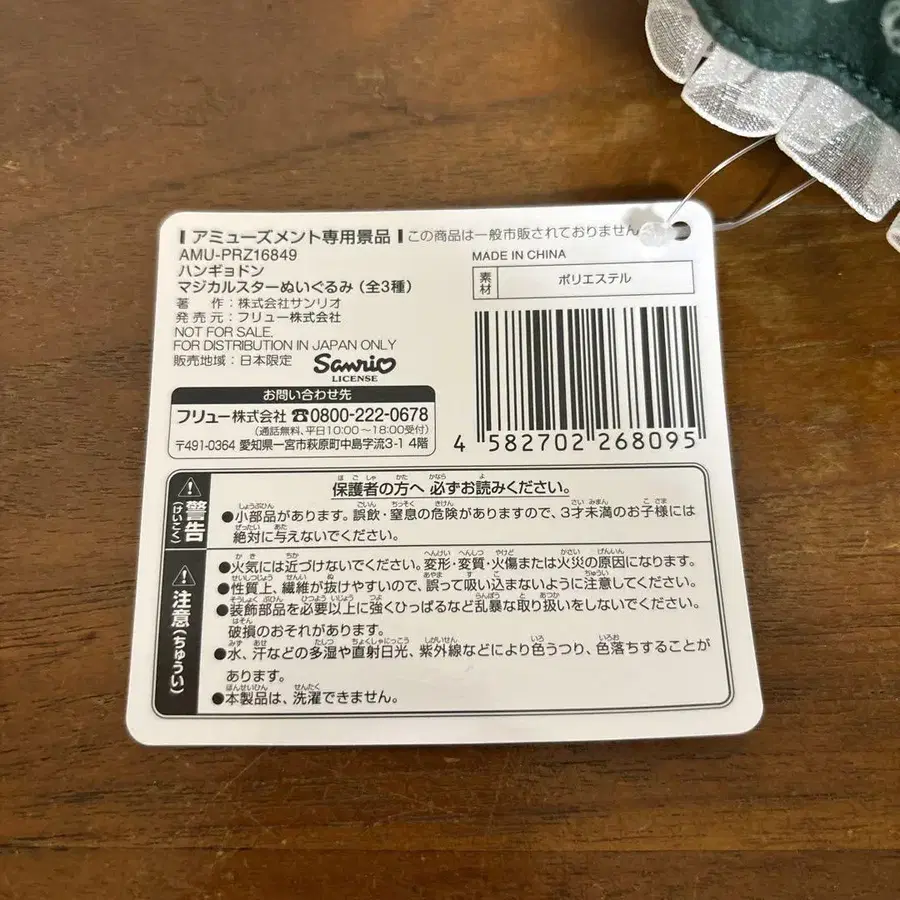 アミューズメント専用景品 この商品は一般市販されておりません
AMU-PRZ16849
ハンギョドン
マジカルスターぬいぐるみ(全3種)
著 作:株式会社サンリオ
発 売 元:フリュー株式会社
NOT FOR SALE.
FOR DISTRIBUTION IN JAPAN ONLY
販売地域:日本限定
Sanrio
LICENSE
MADE IN CHINA
素材 ポリエステル
4 582702 268095
お問い合わせ先
フリュー株式会社 ☎0800-222-0678
(通話無料、平日10:00~18:00受付)
〒491-0364 愛知県一宮市萩原町中島字流3-1 4階
警告(けいこく)
保護者の方へ 必ずお読みください。
●小部品があります。誤飲・窒息の危険がありますので、3才未満のお子様には
絶対に与えないでください。
注意(ちゅうい)
●火気には近づけないでください。変形・変質・火傷または火災の原因になります。
●性質上、繊維が抜けやすいので、誤って吸い込まないように注意してください。
●装飾部品を必要以上に強くひっぱるなど乱暴な取り扱いをしないでください。
破損のおそれがあります。
●水、汗などの多湿や直射日光、紫外線などにより色うつり、色落ちすることが
あります。
●本製品は、洗濯できません。